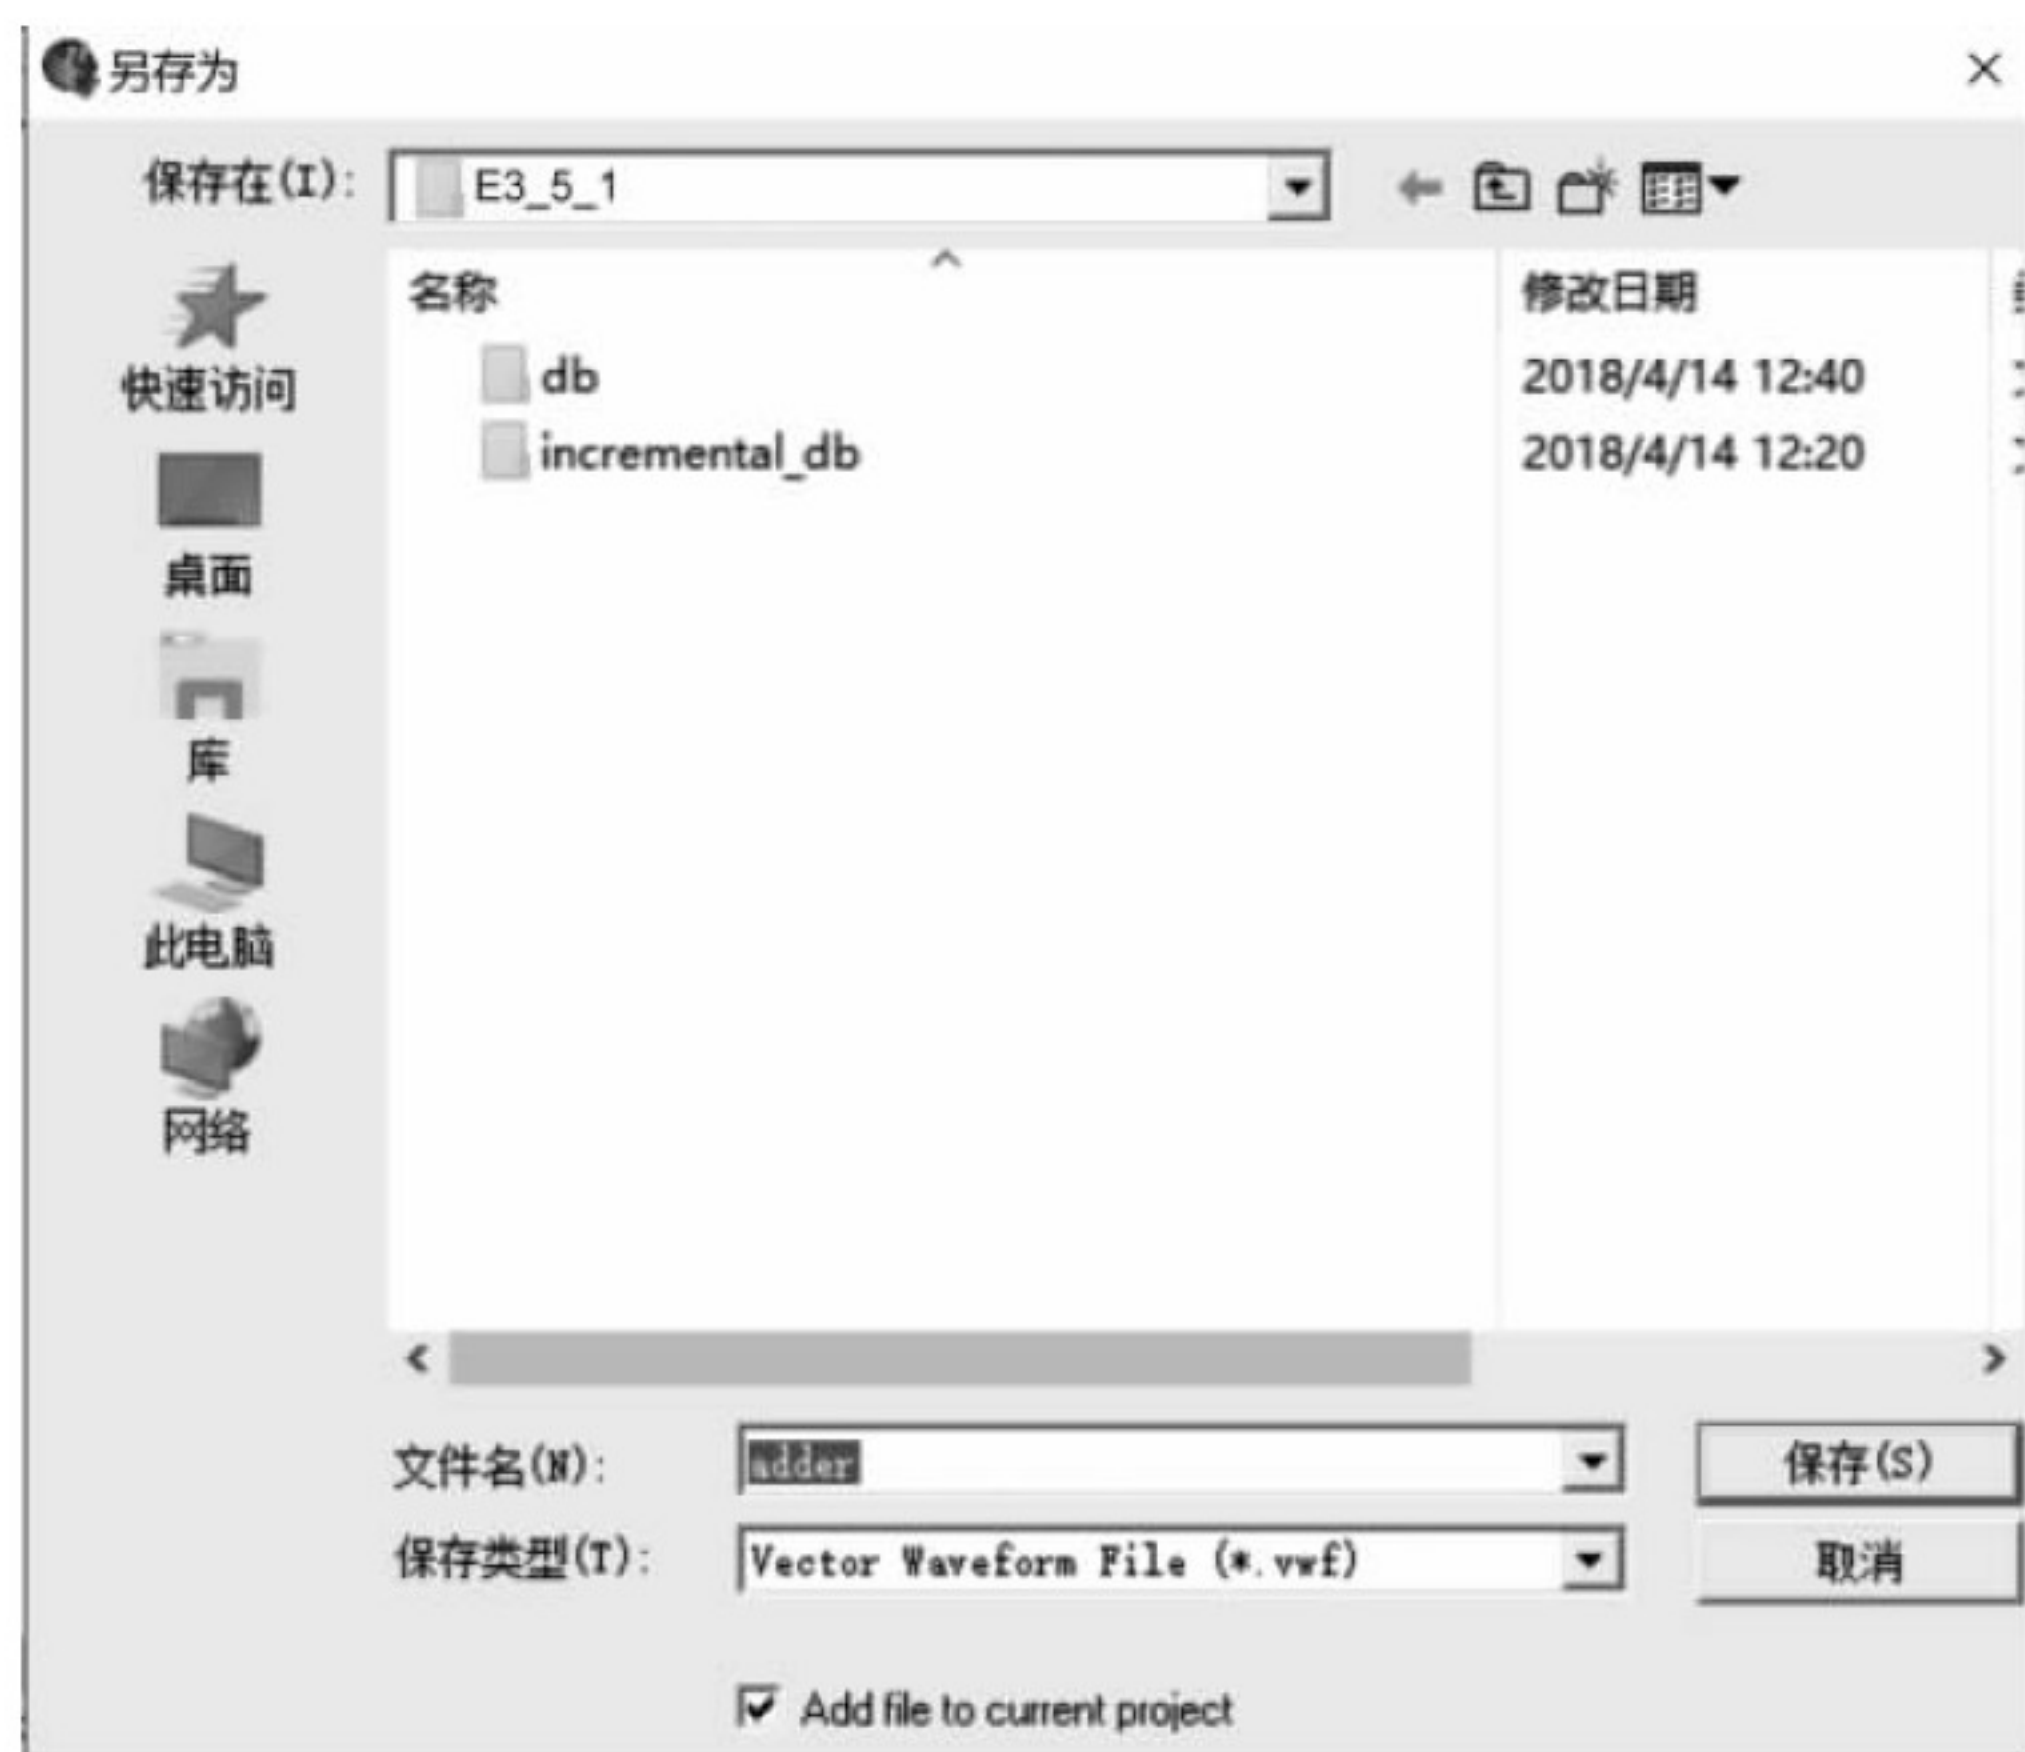 另存为
保存在(I):
E3_5_1
名称
修改日期
db
2018/4/14 12:40
incremental_db
2018/4/14 12:20
快速访问
桌面
库
此电脑
网络
文件名(N):
adder
保存(S)
保存类型(T):
Vector Waveform File (*.vwf)
取消
Add file to current project